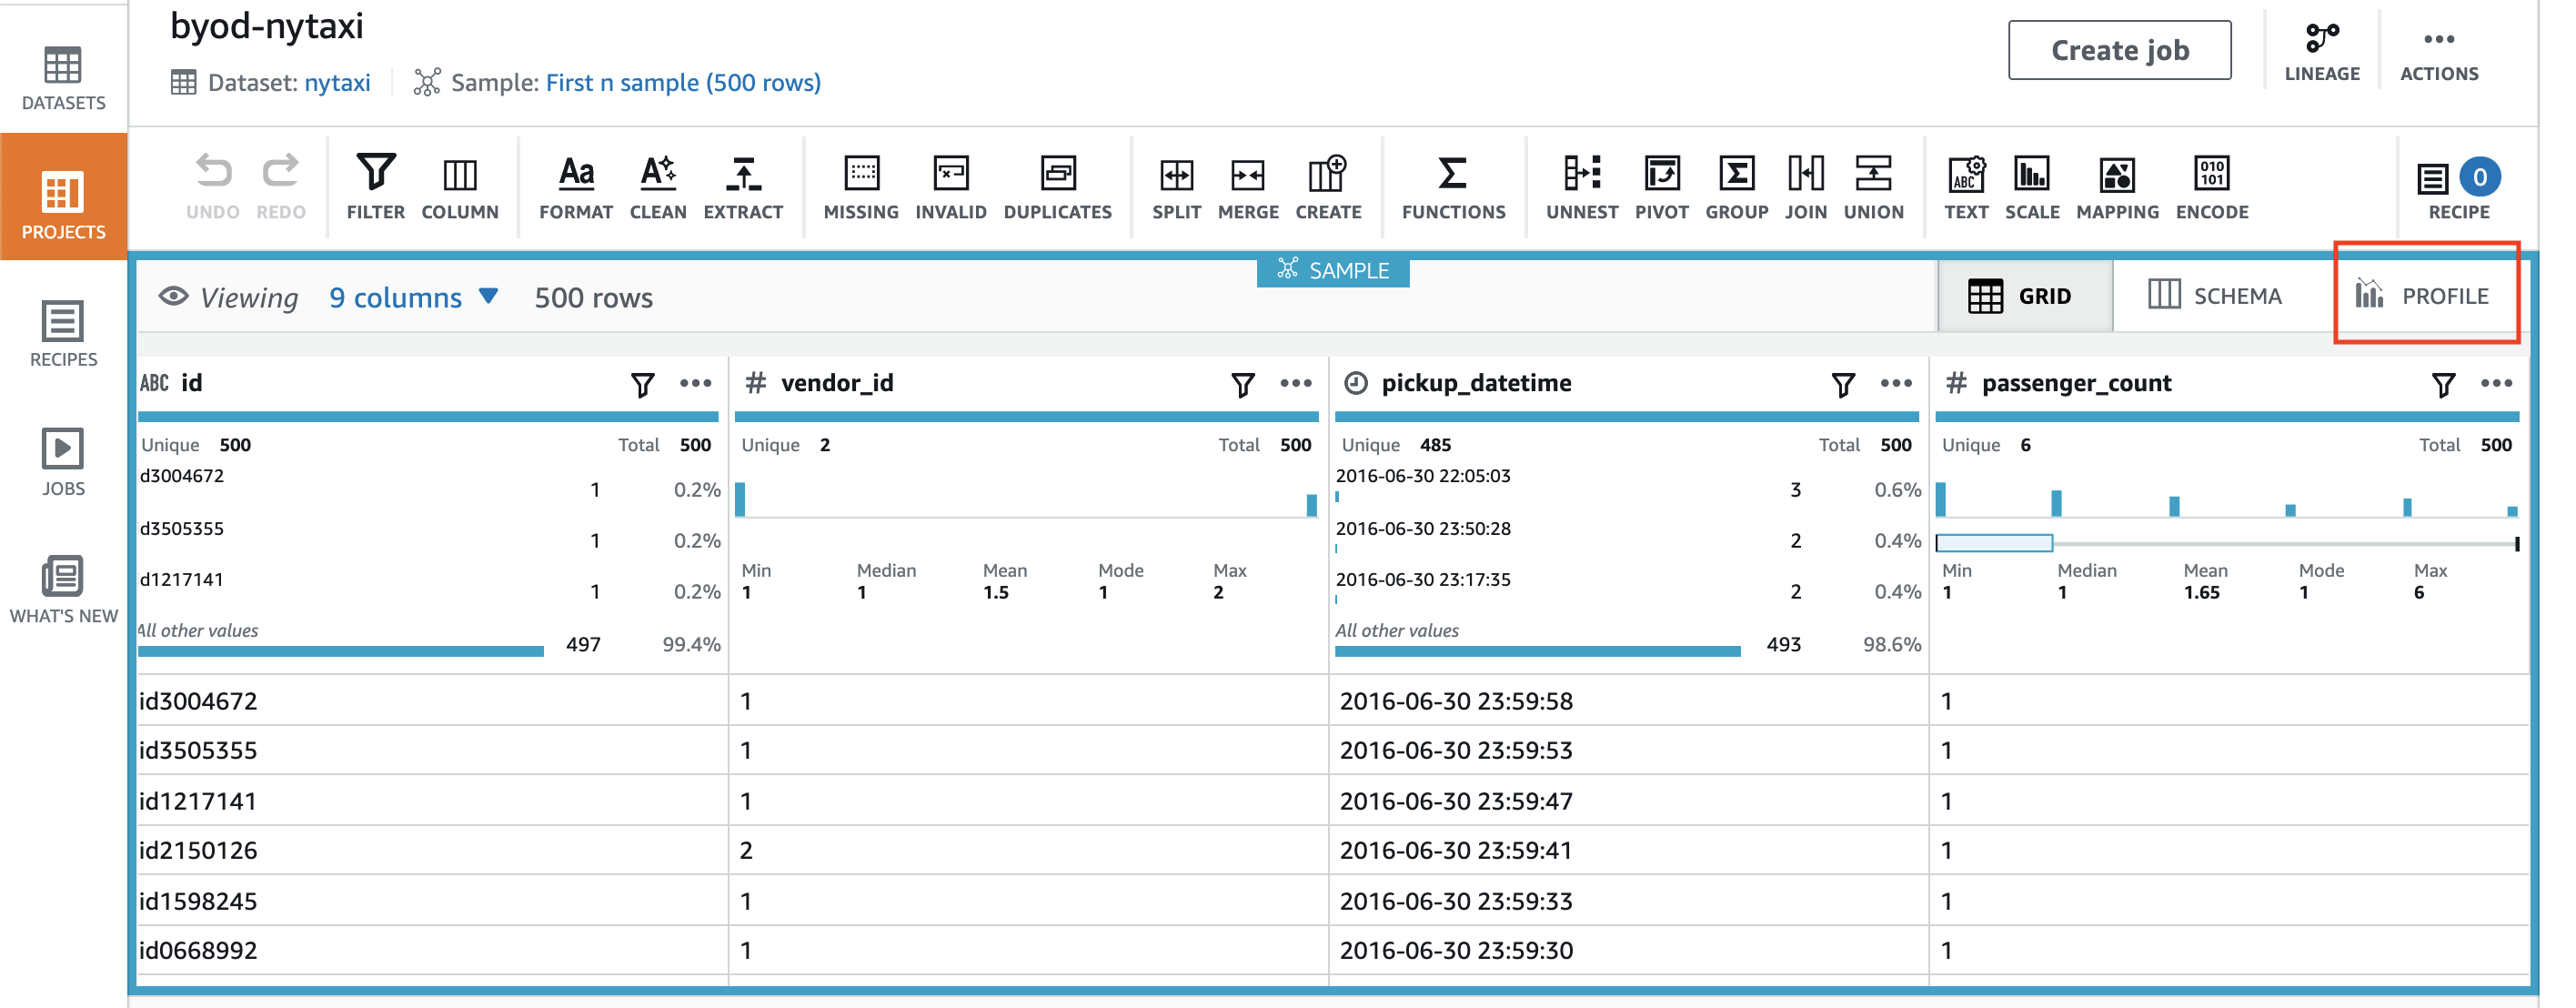 byod-nytaxi
Dataset: nytaxi Sample: First n sample (500 rows)
Create job
LINEAGE
ACTIONS
DATASETS
PROJECTS
RECIPES
JOBS
WHAT'S NEW
UNDO REDO FILTER COLUMN FORMAT CLEAN EXTRACT MISSING INVALID DUPLICATES SPLIT MERGE CREATE FUNCTIONS UNNEST PIVOT GROUP JOIN UNION TEXT SCALE MAPPING ENCODE RECIPE
Aa A ABC 010 101 0
SAMPLE
Viewing 9 columns 500 rows GRID SCHEMA PROFILE
ABC id ••• # vendor_id ••• pickup_datetime ••• # passenger_count •••
Unique 500 Total 500 Unique 2 Total 500 Unique 485 Total 500 Unique 6 Total 500
d3004672 1 0.2% 2016-06-30 22:05:03 3 0.6%
d3505355 1 0.2% 2016-06-30 23:50:28 2 0.4%
d1217141 1 0.2% Min Median Mean Mode Max 2016-06-30 23:17:35 2 0.4% Min Median Mean Mode Max
1 1 1.5 1 2 1 1 1.65 1 6
All other values 497 99.4% All other values 493 98.6%
id3004672 1 2016-06-30 23:59:58 1
id3505355 1 2016-06-30 23:59:53 1
id1217141 1 2016-06-30 23:59:47 1
id2150126 2 2016-06-30 23:59:41 1
id1598245 1 2016-06-30 23:59:33 1
id0668992 1 2016-06-30 23:59:30 1